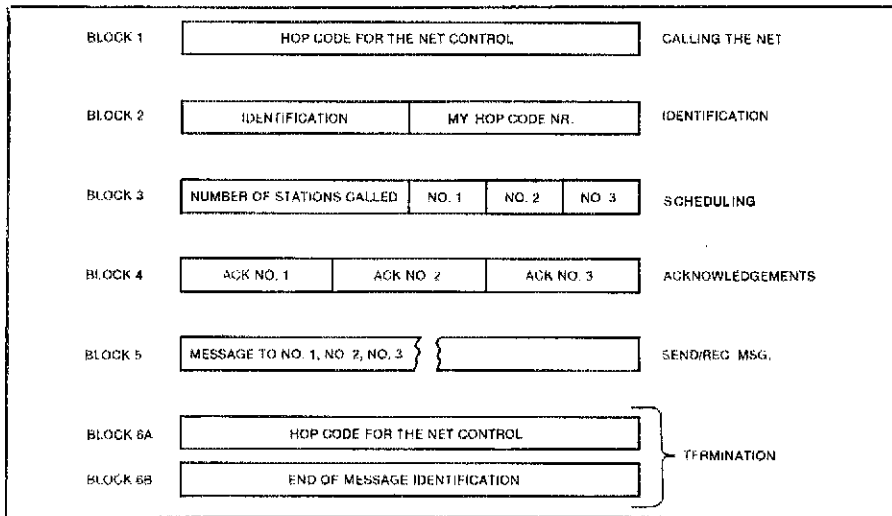 BLOCK 1 HOP CODE FOR THE NET CONTROL CALLING THE NET
BLOCK 2 IDENTIFICATION MY HOP CODE NR. IDENTIFICATION
BLOCK 3 NUMBER OF STATIONS CALLED NO. 1 NO. 2 NO 3 SCHEDULING
BLOCK 4 ACK NO. 1 ACK NO 2 ACK NO. 3 ACKNOWLEDGEMENTS
BLOCK 5 MESSAGE TO NO. 1, NO 2, NO. 3 SEND/REC MSG.
BLOCK 6A HOP CODE FOR THE NET CONTROL
TERMINATION
BLOCK 6B END OF MESSAGE IDENTIFICATION